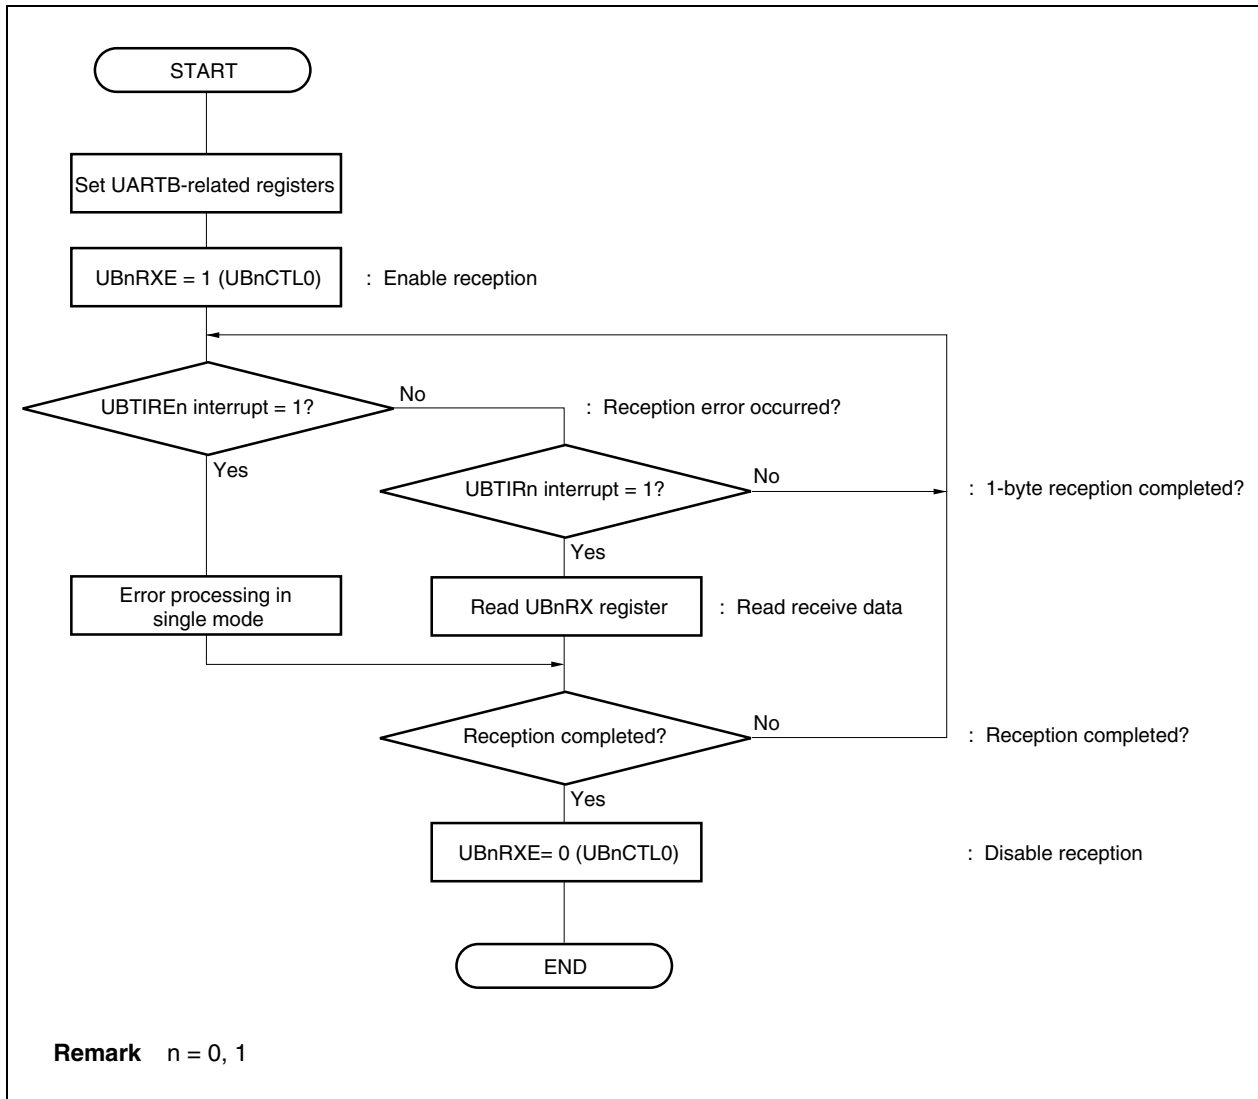 START
Set UARTB-related registers
UBnRXE = 1 (UBnCTL0)
: Enable reception
UBTIREn interrupt = 1?
No
: Reception error occurred?
Yes
UBTIRn interrupt = 1?
No
: 1-byte reception completed?
Yes
Error processing in
single mode
Read UBnRX register
: Read receive data
Reception completed?
No
: Reception completed?
Yes
UBnRXE= 0 (UBnCTL0)
: Disable reception
END
Remark n = 0, 1